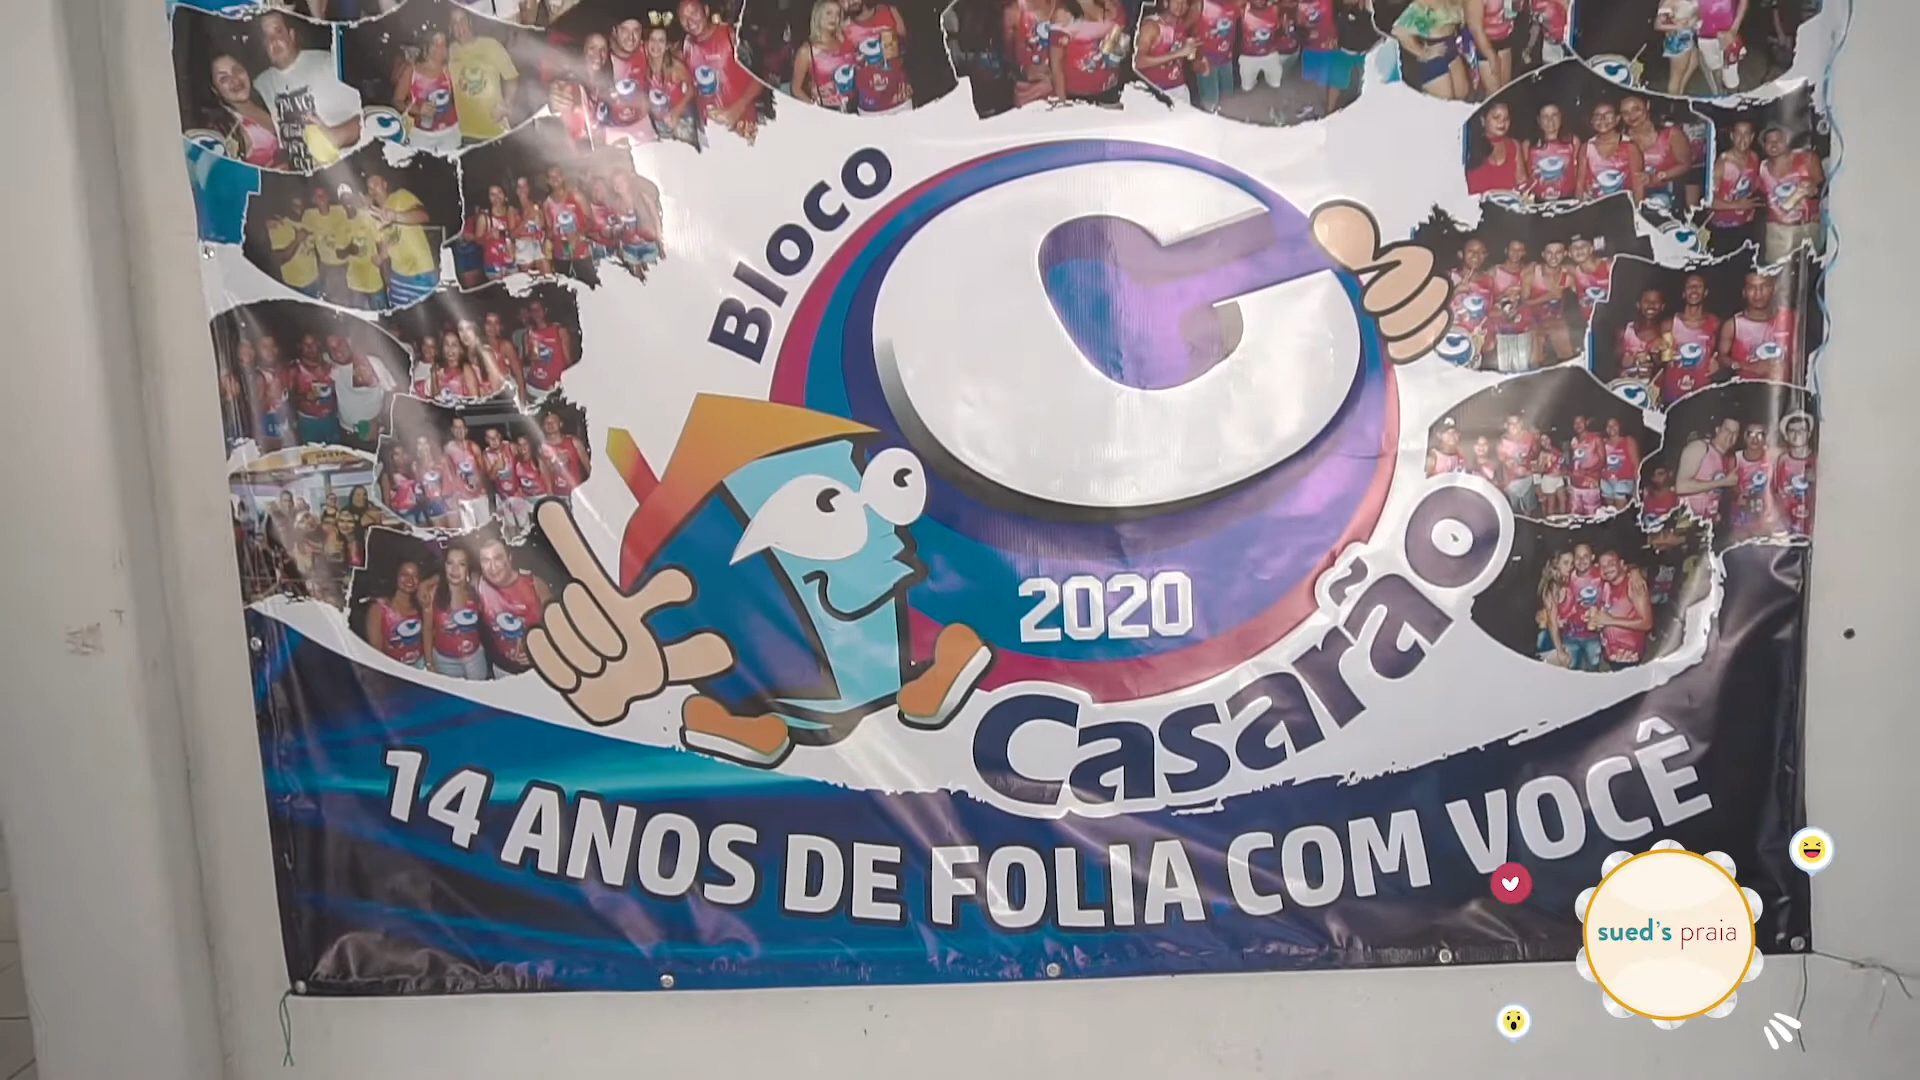 Bloco
C
2020
Casarão
14 ANOS DE FOLIA COM VOCÊ
sued's praia